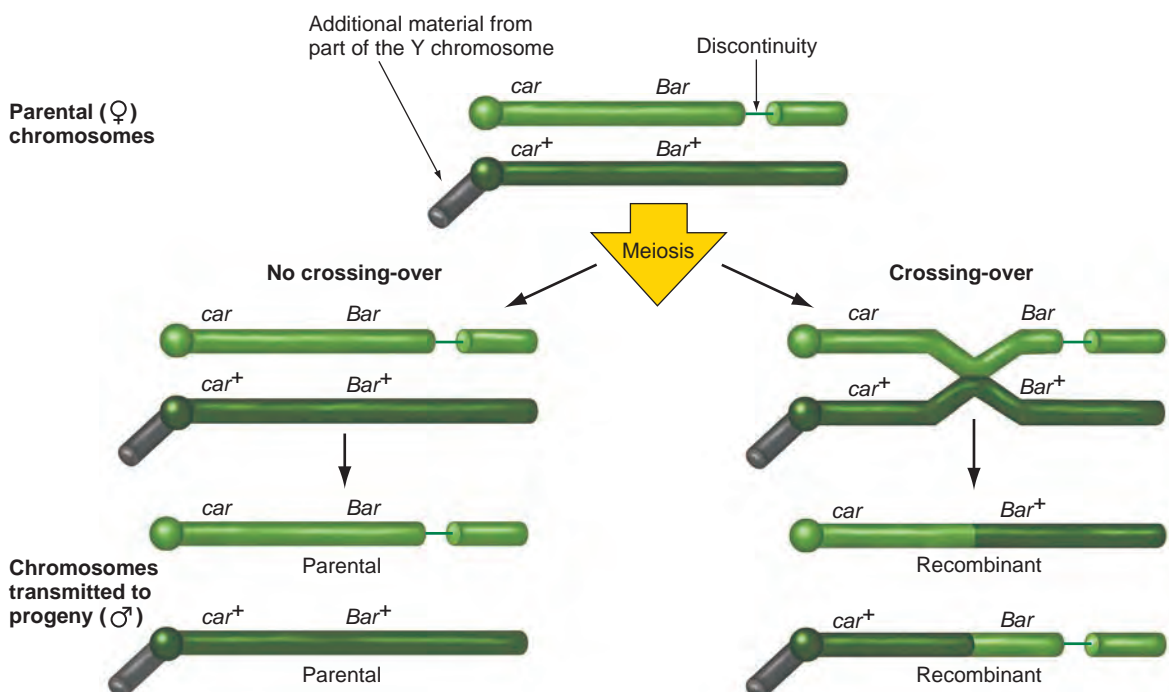 Additional material from
part of the Y chromosome
Discontinuity
Parental (♀)
chromosomes
car Bar
car+ Bar+
Meiosis
No crossing-over
Crossing-over
car Bar
car+ Bar+
car Bar
car+ Bar+
car Bar
Parental
car Bar+
Recombinant
Chromosomes
transmitted to
progeny (♂)
car+ Bar+
Parental
car+ Bar
Recombinant